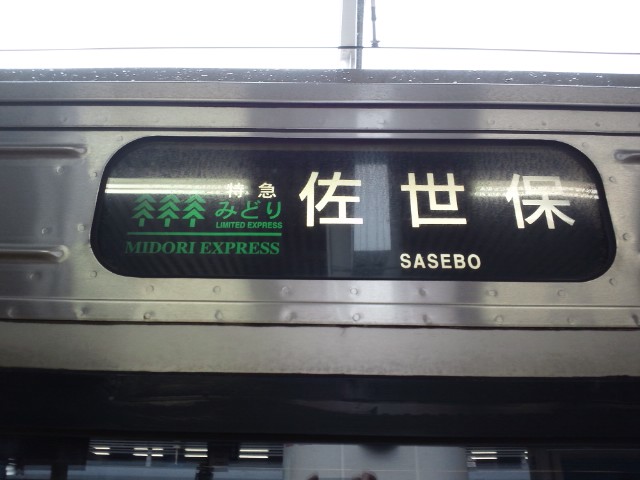 特急
みどり
LIMITED EXPRESS
MIDORI EXPRESS
佐世保
SASEBO